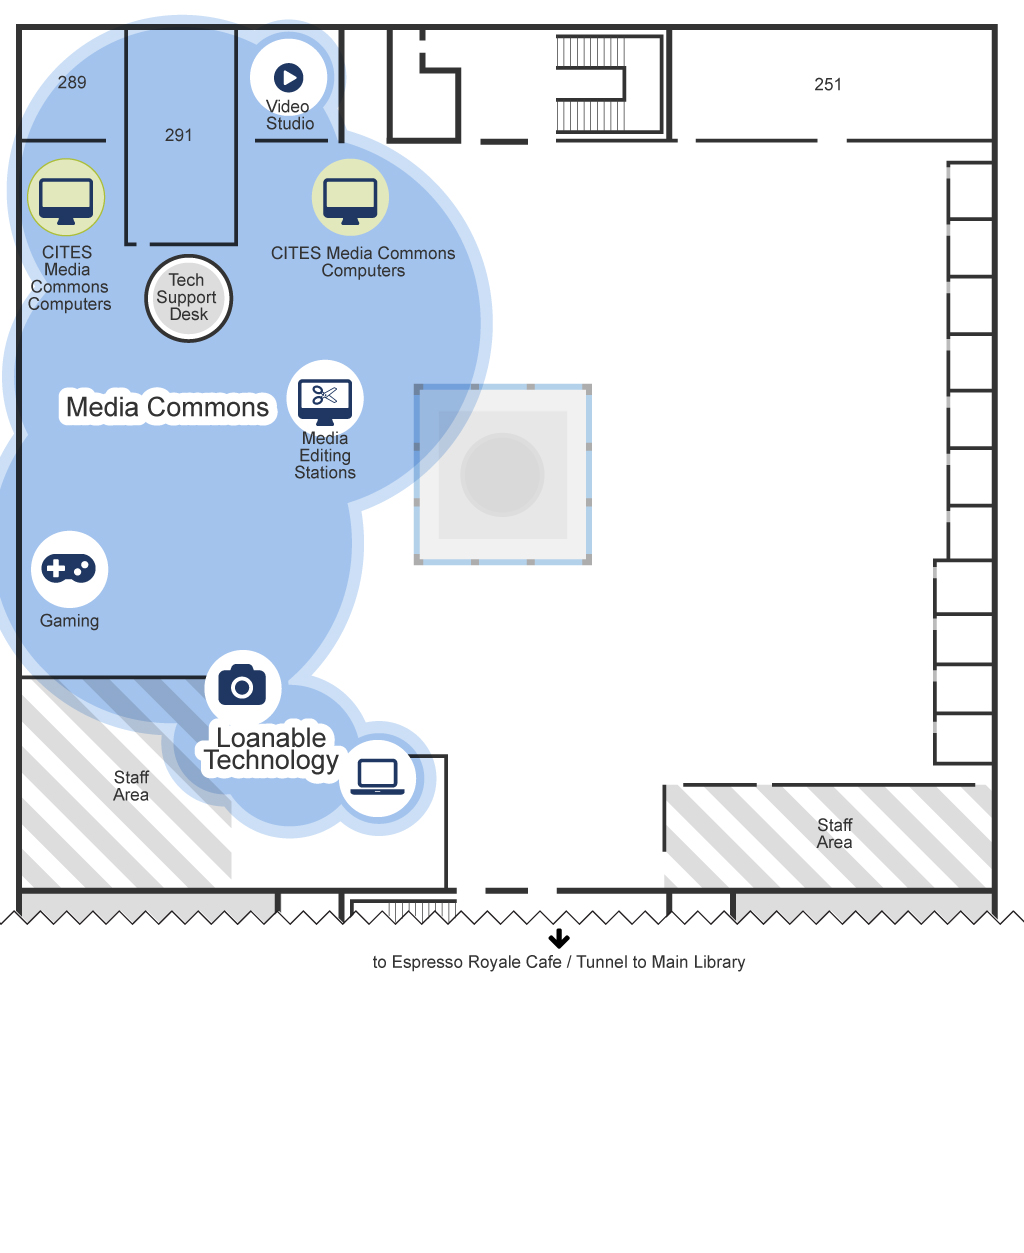 289
291
Video
Studio
251
CITES
Media
Commons
Computers
CITES Media Commons
Computers
Tech
Support
Desk
Media Commons
Media
Editing
Stations
Gaming
Loanable
Technology
Staff
Area
Staff
Area
to Espresso Royale Cafe / Tunnel to Main Library